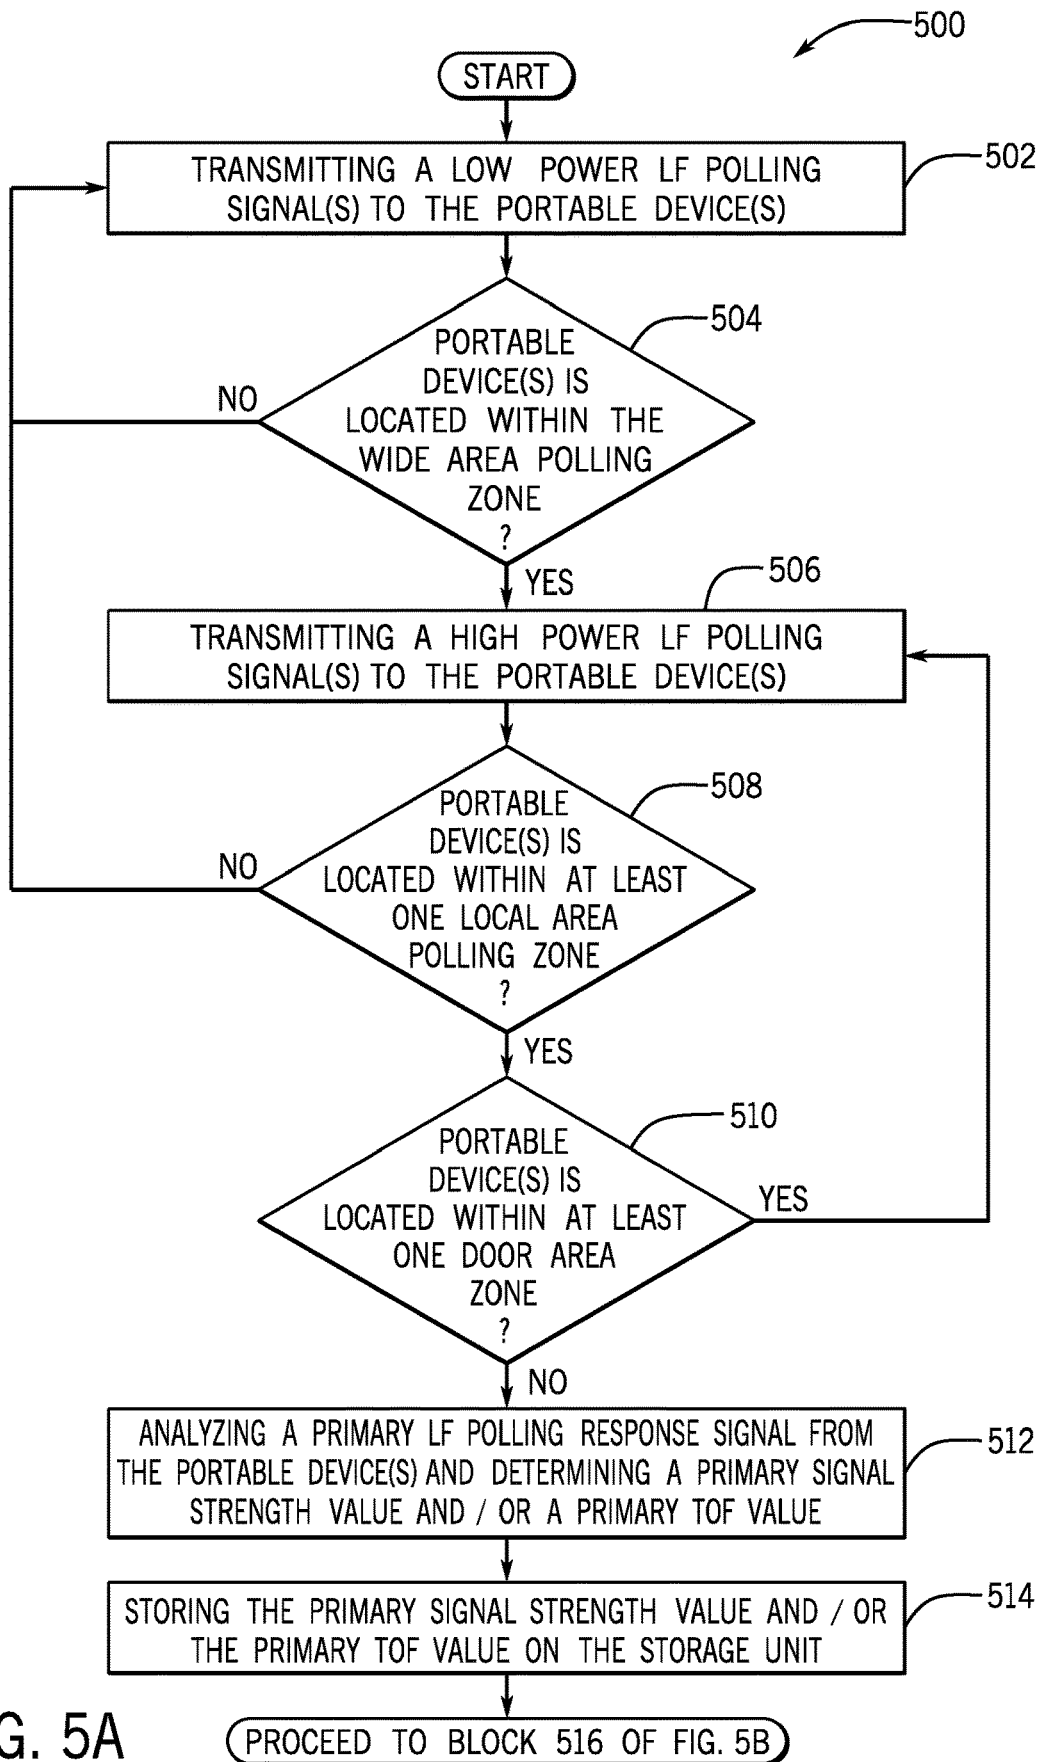 500
START
TRANSMITTING A LOW POWER LF POLLING
SIGNAL(S) TO THE PORTABLE DEVICE(S)
502
PORTABLE
DEVICE(S) IS
LOCATED WITHIN THE
WIDE AREA POLLING
ZONE
?
504
NO
YES
506
TRANSMITTING A HIGH POWER LF POLLING
SIGNAL(S) TO THE PORTABLE DEVICE(S)
PORTABLE
DEVICE(S) IS
LOCATED WITHIN AT LEAST
ONE LOCAL AREA
POLLING ZONE
?
508
NO
YES
PORTABLE
DEVICE(S) IS
LOCATED WITHIN AT LEAST
ONE DOOR AREA
ZONE
?
510
YES
NO
ANALYZING A PRIMARY LF POLLING RESPONSE SIGNAL FROM
THE PORTABLE DEVICE(S) AND DETERMINING A PRIMARY SIGNAL
STRENGTH VALUE AND / OR A PRIMARY TOF VALUE
512
STORING THE PRIMARY SIGNAL STRENGTH VALUE AND / OR
THE PRIMARY TOF VALUE ON THE STORAGE UNIT
514
G. 5A
PROCEED TO BLOCK 516 OF FIG. 5B